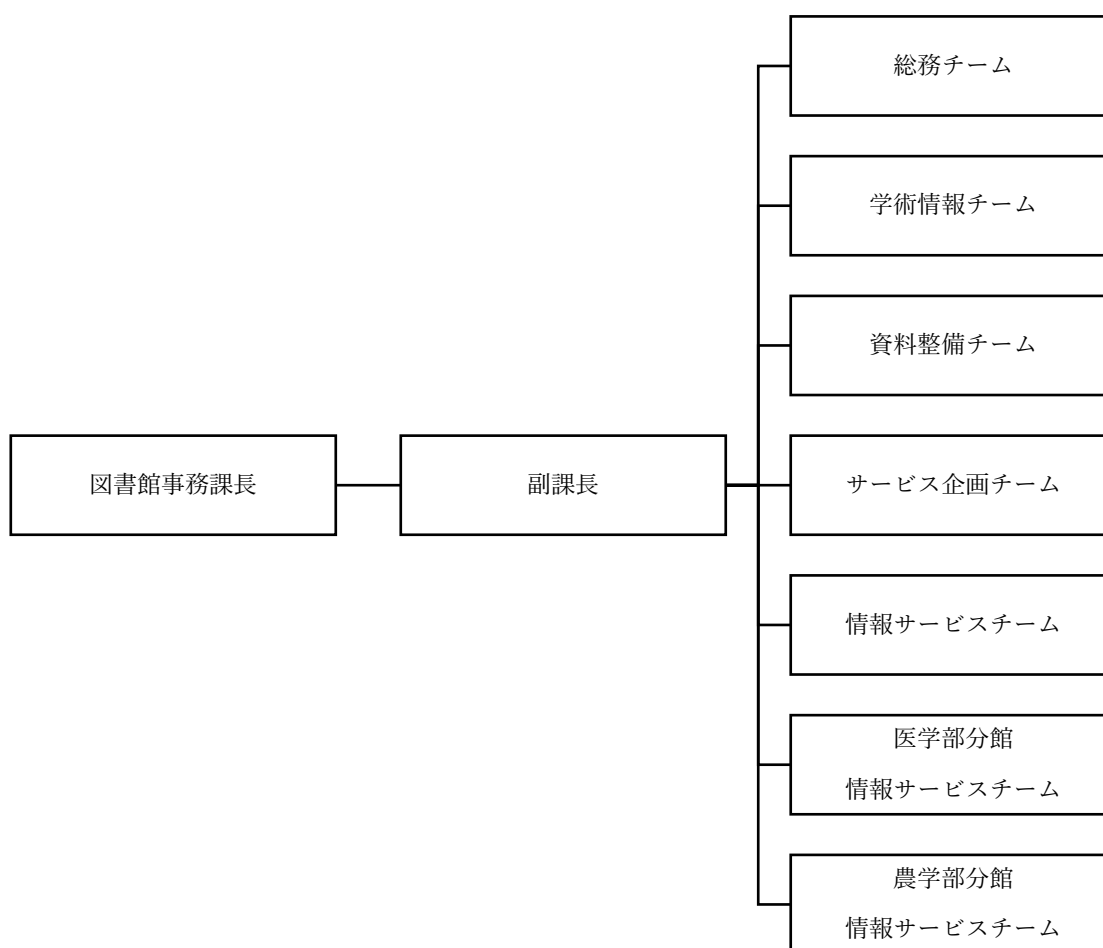 総務チーム
学術情報チーム
資料整備チーム
図書館事務課長
副課長
サービス企画チーム
情報サービスチーム
医学部分館
情報サービスチーム
農学部分館
情報サービスチーム